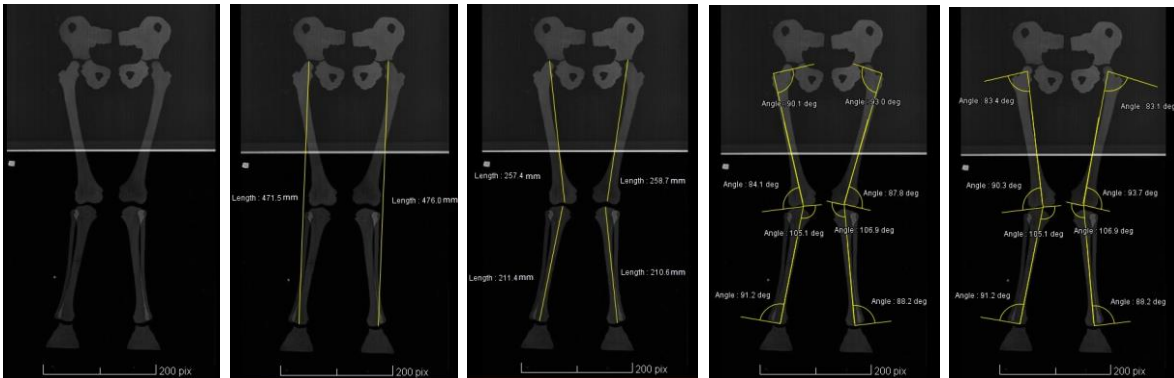 200 pix
Length : 471.5 mm
Length : 476.0 mm
200 pix
Length : 257.4 mm
Length : 258.7 mm
Length : 211.4 mm
Length : 210.6 mm
200 pix
Angle : 90.1 deg
Angle : 93.0 deg
Angle : 84.1 deg
Angle : 87.8 deg
Angle : 105.1 deg
Angle : 106.9 deg
Angle : 91.2 deg
Angle : 88.2 deg
200 pix
Angle : 83.4 deg
Angle : 83.1 deg
Angle : 90.3 deg
Angle : 93.7 deg
Angle : 105.1 deg
Angle : 106.9 deg
Angle : 91.2 deg
Angle : 88.2 deg
200 pix